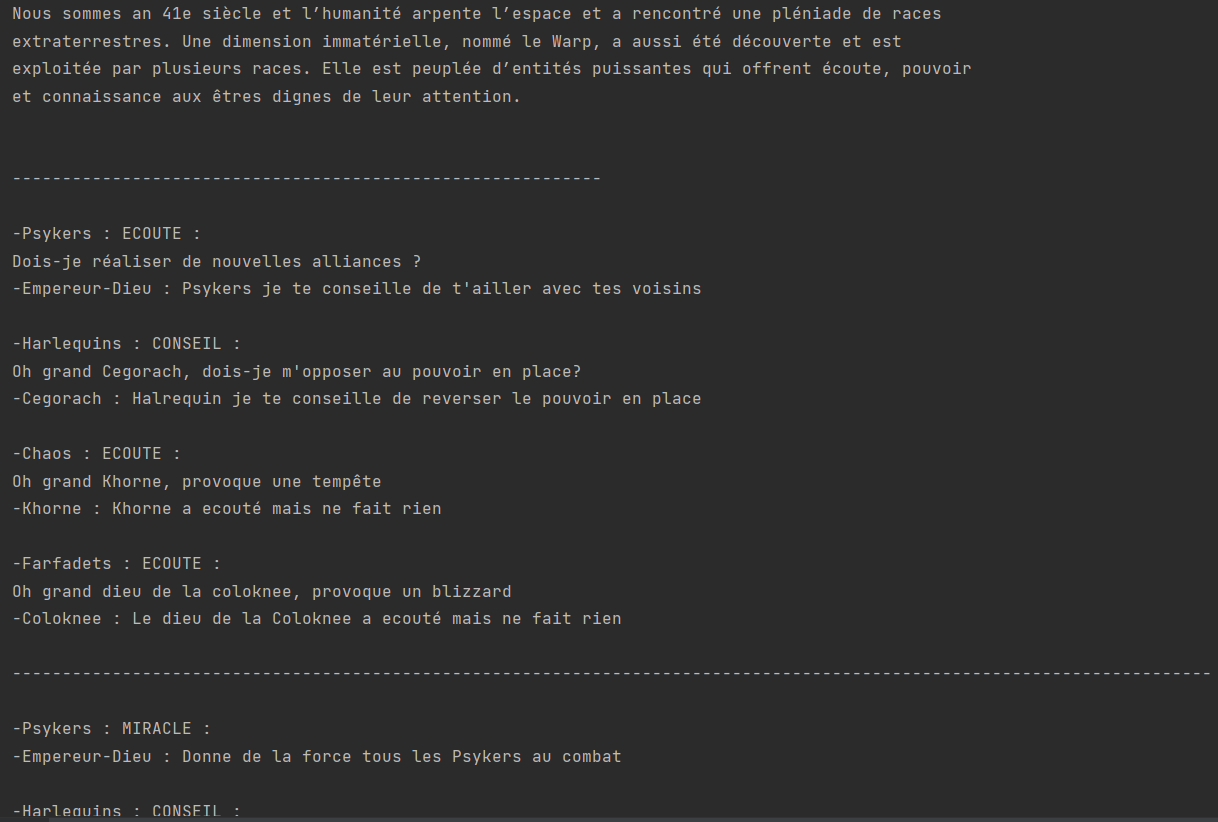 Nous sommes an 41e siècle et l’humanité arpente l’espace et a rencontré une pléniade de races
extraterrestres. Une dimension immatérielle, nommé le Warp, a aussi été découverte et est
exploitée par plusieurs races. Elle est peuplée d’entités puissantes qui offrent écoute, pouvoir
et connaissance aux êtres dignes de leur attention.
-----------------------------------------------------------
-Psykers : ECOUTE :
Dois-je réaliser de nouvelles alliances ?
-Empereur-Dieu : Psykers je te conseille de t'ailler avec tes voisins
-Harlequins : CONSEIL :
Oh grand Cegorach, dois-je m'opposer au pouvoir en place?
-Cegorach : Halrequin je te conseille de reverser le pouvoir en place
-Chaos : ECOUTE :
Oh grand Khorne, provoque une tempête
-Khorne : Khorne a ecouté mais ne fait rien
-Farfadets : ECOUTE :
Oh grand dieu de la coloknee, provoque un blizzard
-Coloknee : Le dieu de la Coloknee a ecouté mais ne fait rien
------------------------------------------------------------------------------------------------------------------------
-Psykers : MIRACLE :
-Empereur-Dieu : Donne de la force tous les Psykers au combat
-Harlequins : CONSEIL :